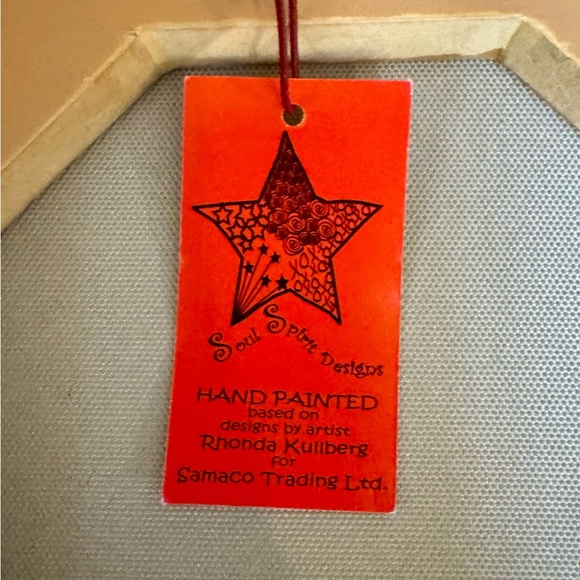 Soul Spirit Designs
HAND PAINTED
based on
designs by artist
Rhonda Kullberg
for
Samaco Trading Ltd.